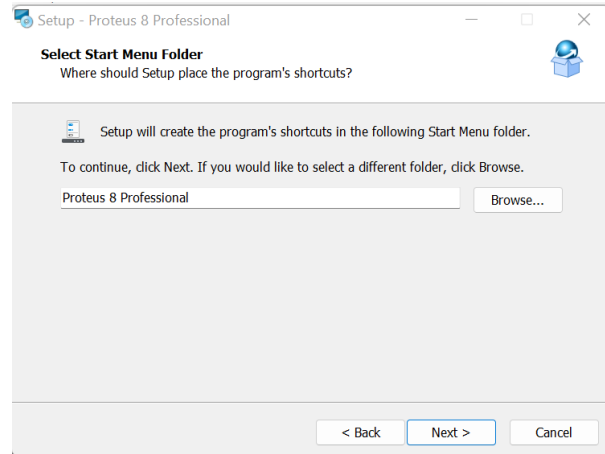 Setup - Proteus 8 Professional
Select Start Menu Folder
Where should Setup place the program's shortcuts?
Setup will create the program's shortcuts in the following Start Menu folder.
To continue, click Next. If you would like to select a different folder, click Browse.
Proteus 8 Professional
Browse...
< Back
Next >
Cancel